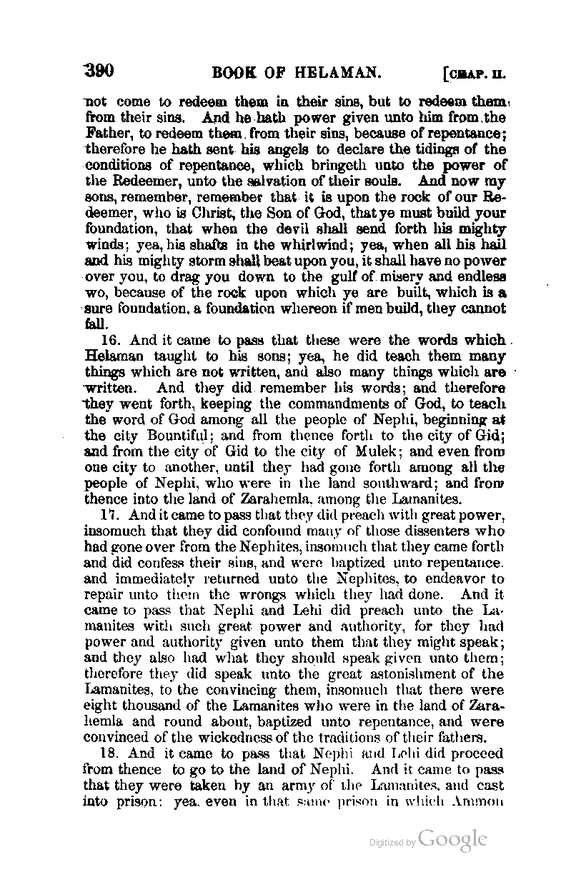 390 BOOK OF HELAMAN. [CHAP. II.
not come to redeem them in their sins, but to redeem them
from their sins. And he hath power given unto him from the
Father, to redeem them from their sins, because of repentance;
therefore he hath sent his angels to declare the tidings of the
conditions of repentance, which bringeth unto the power of
the Redeemer, unto the salvation of their souls. And now my
sons, remember, remember that it is upon the rock of our Re-
deemer, who is Christ, the Son of God, that ye must build your
foundation, that when the devil shall send forth his mighty
winds; yea, his shafts in the whirlwind; yea, when all his hail
and his mighty storm shall beat upon you, it shall have no power
over you, to drag you down to the gulf of misery and endless
wo, because of the rock upon which ye are built, which is a
sure foundation, a foundation whereon if men build, they cannot
fall.
16. And it came to pass that these were the words which
Helaman taught to his sons; yea, he did teach them many
things which are not written, and also many things which are
written. And they did remember his words; and therefore
they went forth, keeping the commandments of God, to teach
the word of God among all the people of Nephi, beginning at
the city Bountiful; and from thence forth to the city of Gid;
and from the city of Gid to the city of Mulek; and even from
one city to another, until they had gone forth among all the
people of Nephi, who were in the land southward; and from
thence into the land of Zarahemla, among the Lamanites.
17. And it came to pass that they did preach with great power,
insomuch that they did confound many of those dissenters who
had gone over from the Nephites, insomuch that they came forth
and did confess their sins, and were baptized unto repentance.
and immediately returned unto the Nephites, to endeavor to
repair unto them the wrongs which they had done. And it
came to pass that Nephi and Lehi did preach unto the La-
manites with such great power and authority, for they had
power and authority given unto them that they might speak;
and they also had what they should speak given unto them;
therefore they did speak unto the great astonishment of the
Lamanites, to the convincing them, insomuch that there were
eight thousand of the Lamanites who were in the land of Zara-
hemla and round about, baptized unto repentance, and were
convinced of the wickedness of the traditions of their fathers.
18. And it came to pass that Nephi and Lehi did proceed
from thence to go to the land of Nephi. And it came to pass
that they were taken by an army of the Lamanites, and cast
into prison: yea, even in that same prison in which Ammon
Digitized by Google